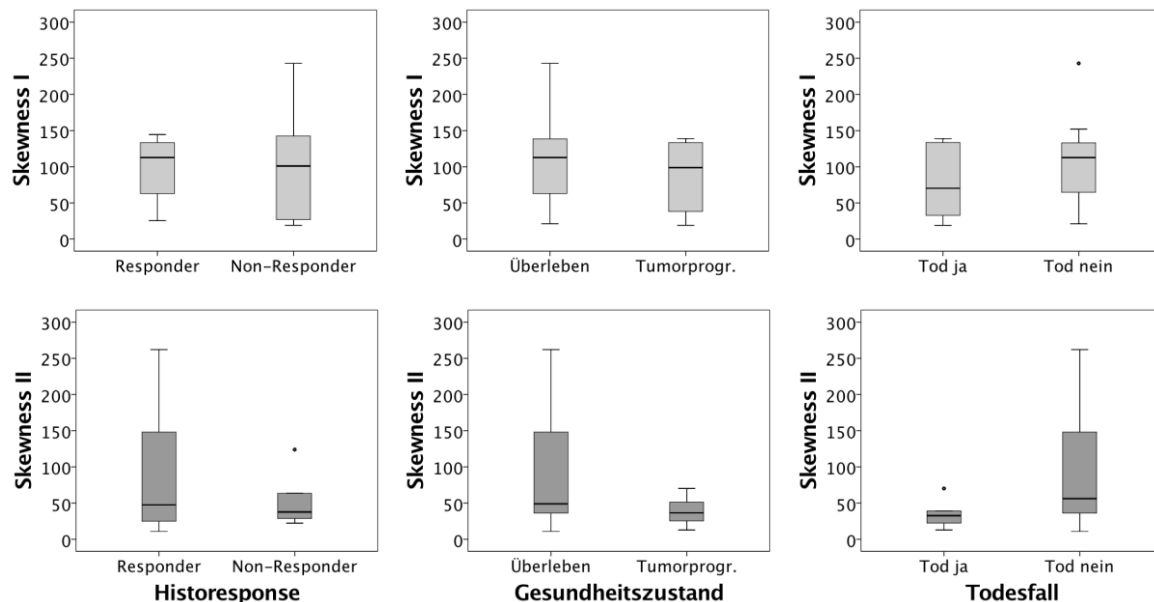 Skewness I
300
250
200
150
100
50
0
Responder Non-Responder
Skewness I
300
250
200
150
100
50
0
Überleben Tumorprogr.
Skewness I
300
250
200
150
100
50
0
Tod ja Tod nein
Skewness II
300
250
200
150
100
50
0
Responder Non-Responder
Historesponse
Skewness II
300
250
200
150
100
50
0
Überleben Tumorprogr.
Gesundheitszustand
Skewness II
300
250
200
150
100
50
0
Tod ja Tod nein
Todesfall